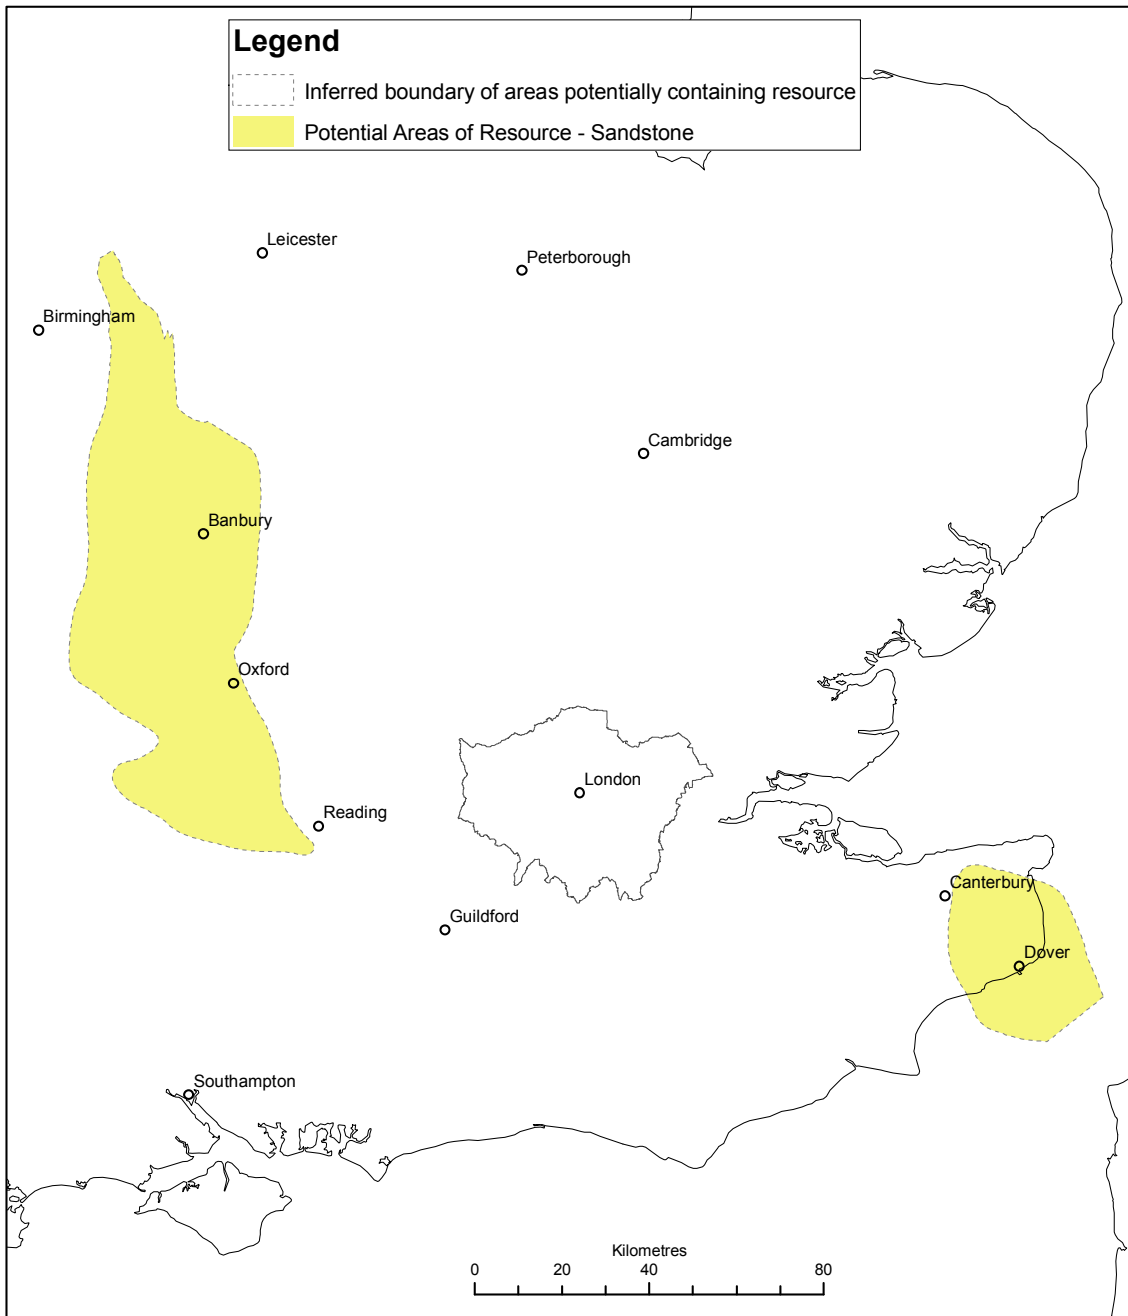 Legend
Inferred boundary of areas potentially containing resource
Potential Areas of Resource - Sandstone
Leicester
Peterborough
Birmingham
Cambridge
Banbury
Oxford
London
Reading
Canterbury
Guildford
Dover
Southampton
Kilometres
0 20 40 80